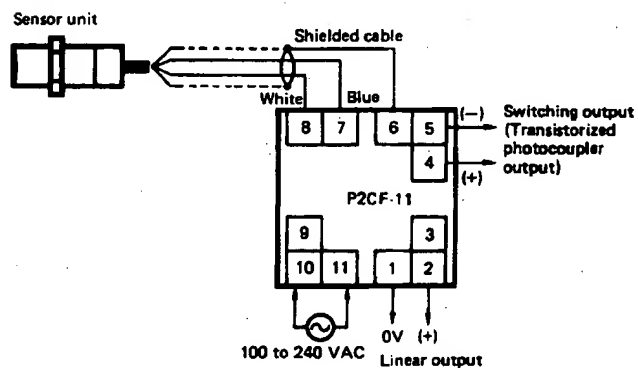 Sensor unit
Shielded cable
White
Blue
8 7 6 5
(−)
Switching output
(Transistorized
photocoupler
output)
4
(+)
P2CF-11
9
3
10 11 1 2
0V (+)
100 to 240 VAC
Linear output